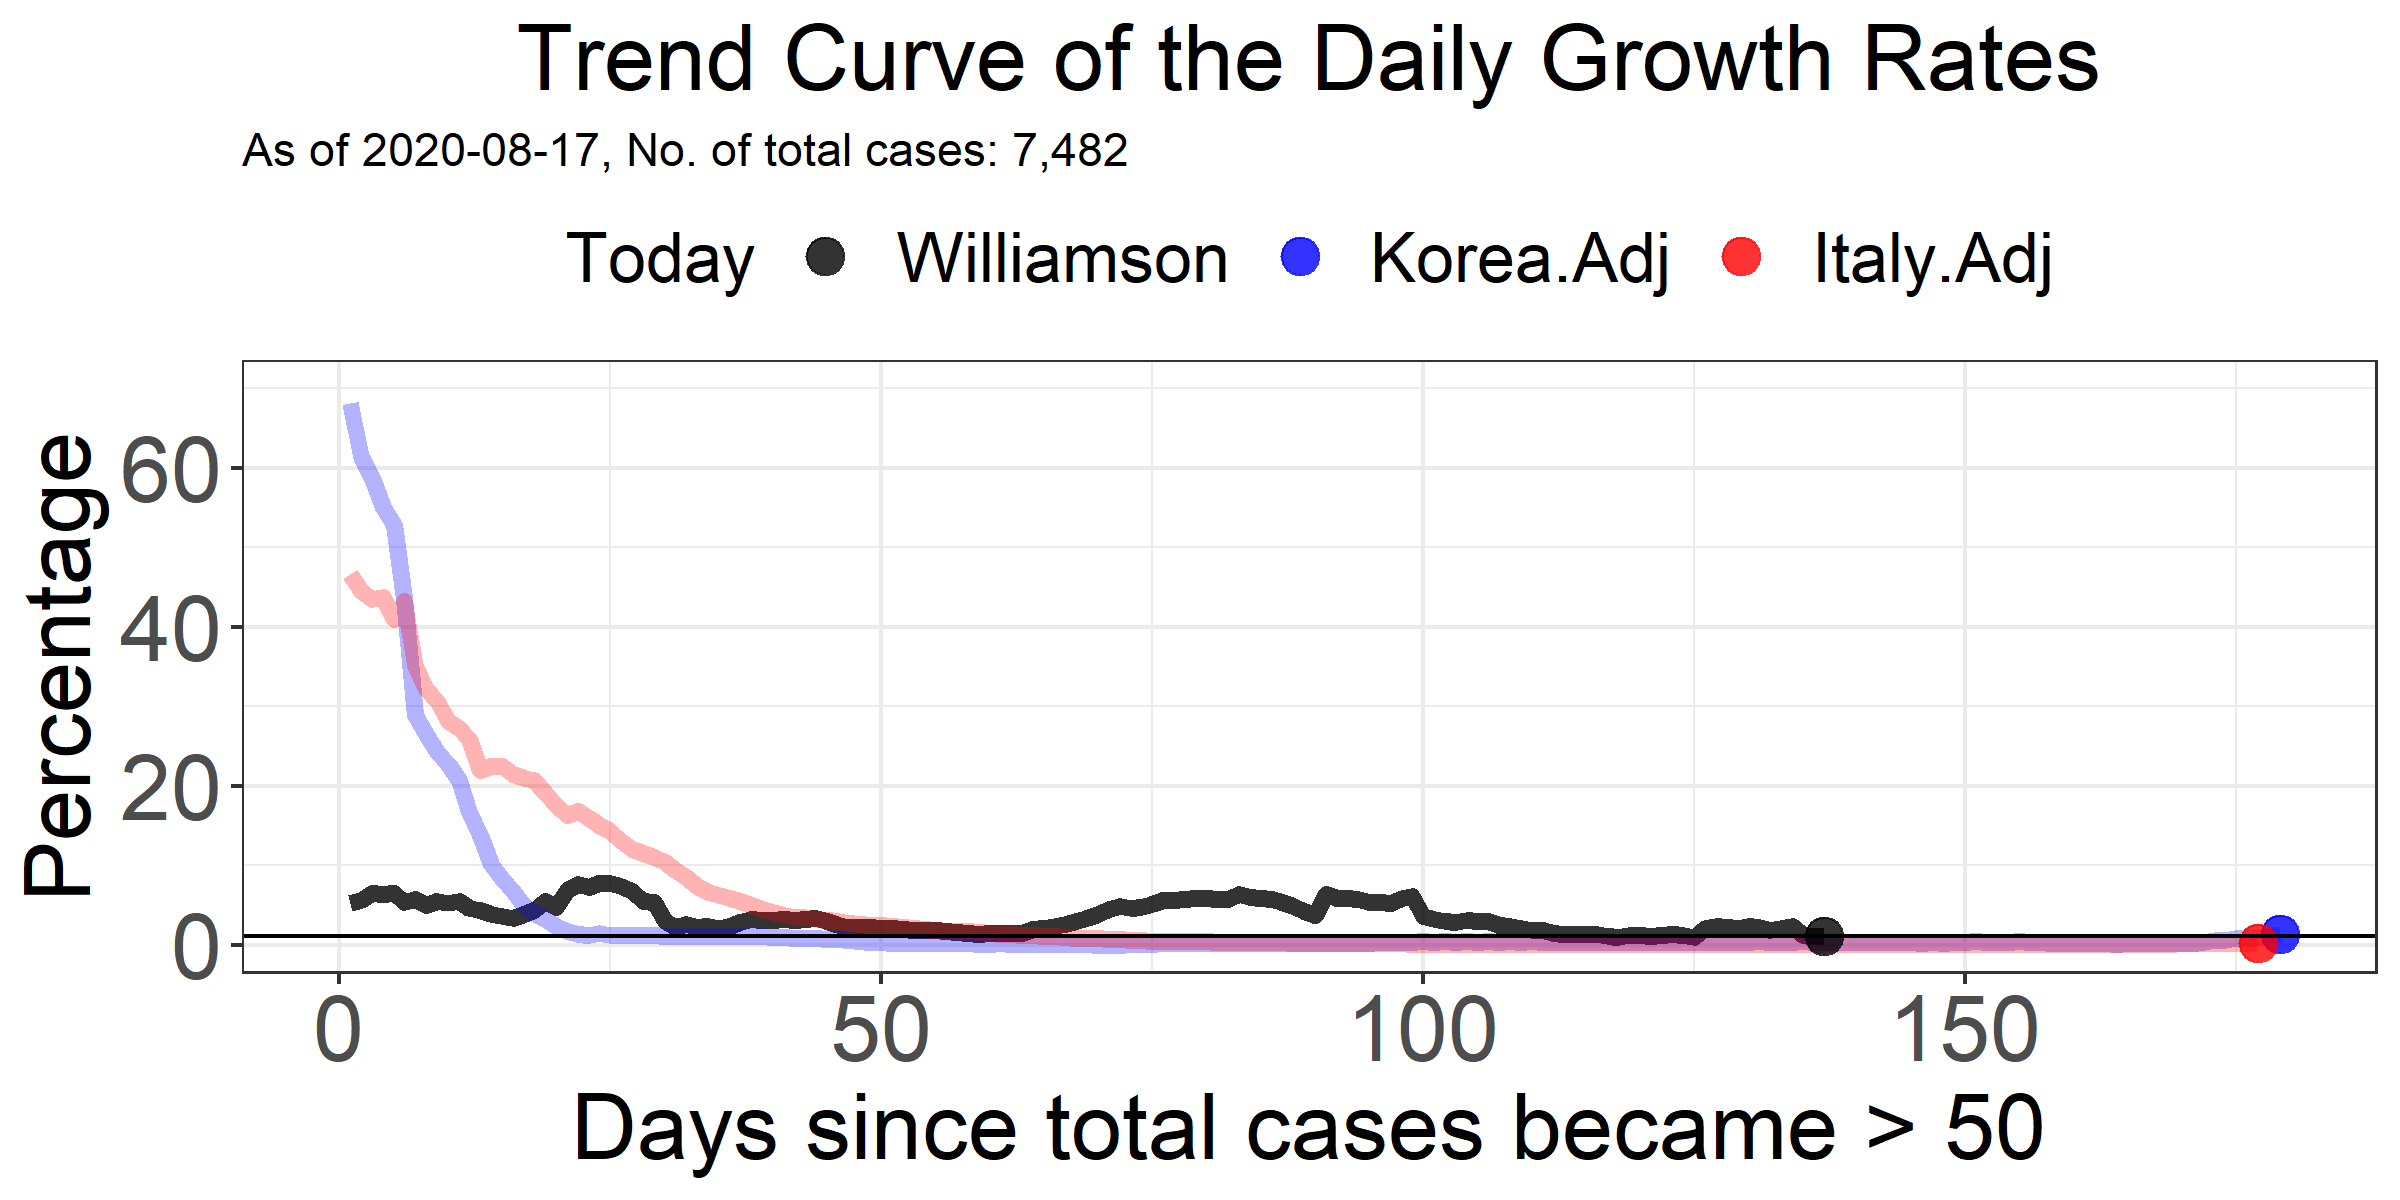 Trend Curve of the Daily Growth Rates
As of 2020-08-17, No. of total cases: 7,482
Today Williamson Korea.Adj Italy.Adj
Percentage
60
40
20
0
0 50 100 150
Days since total cases became > 50